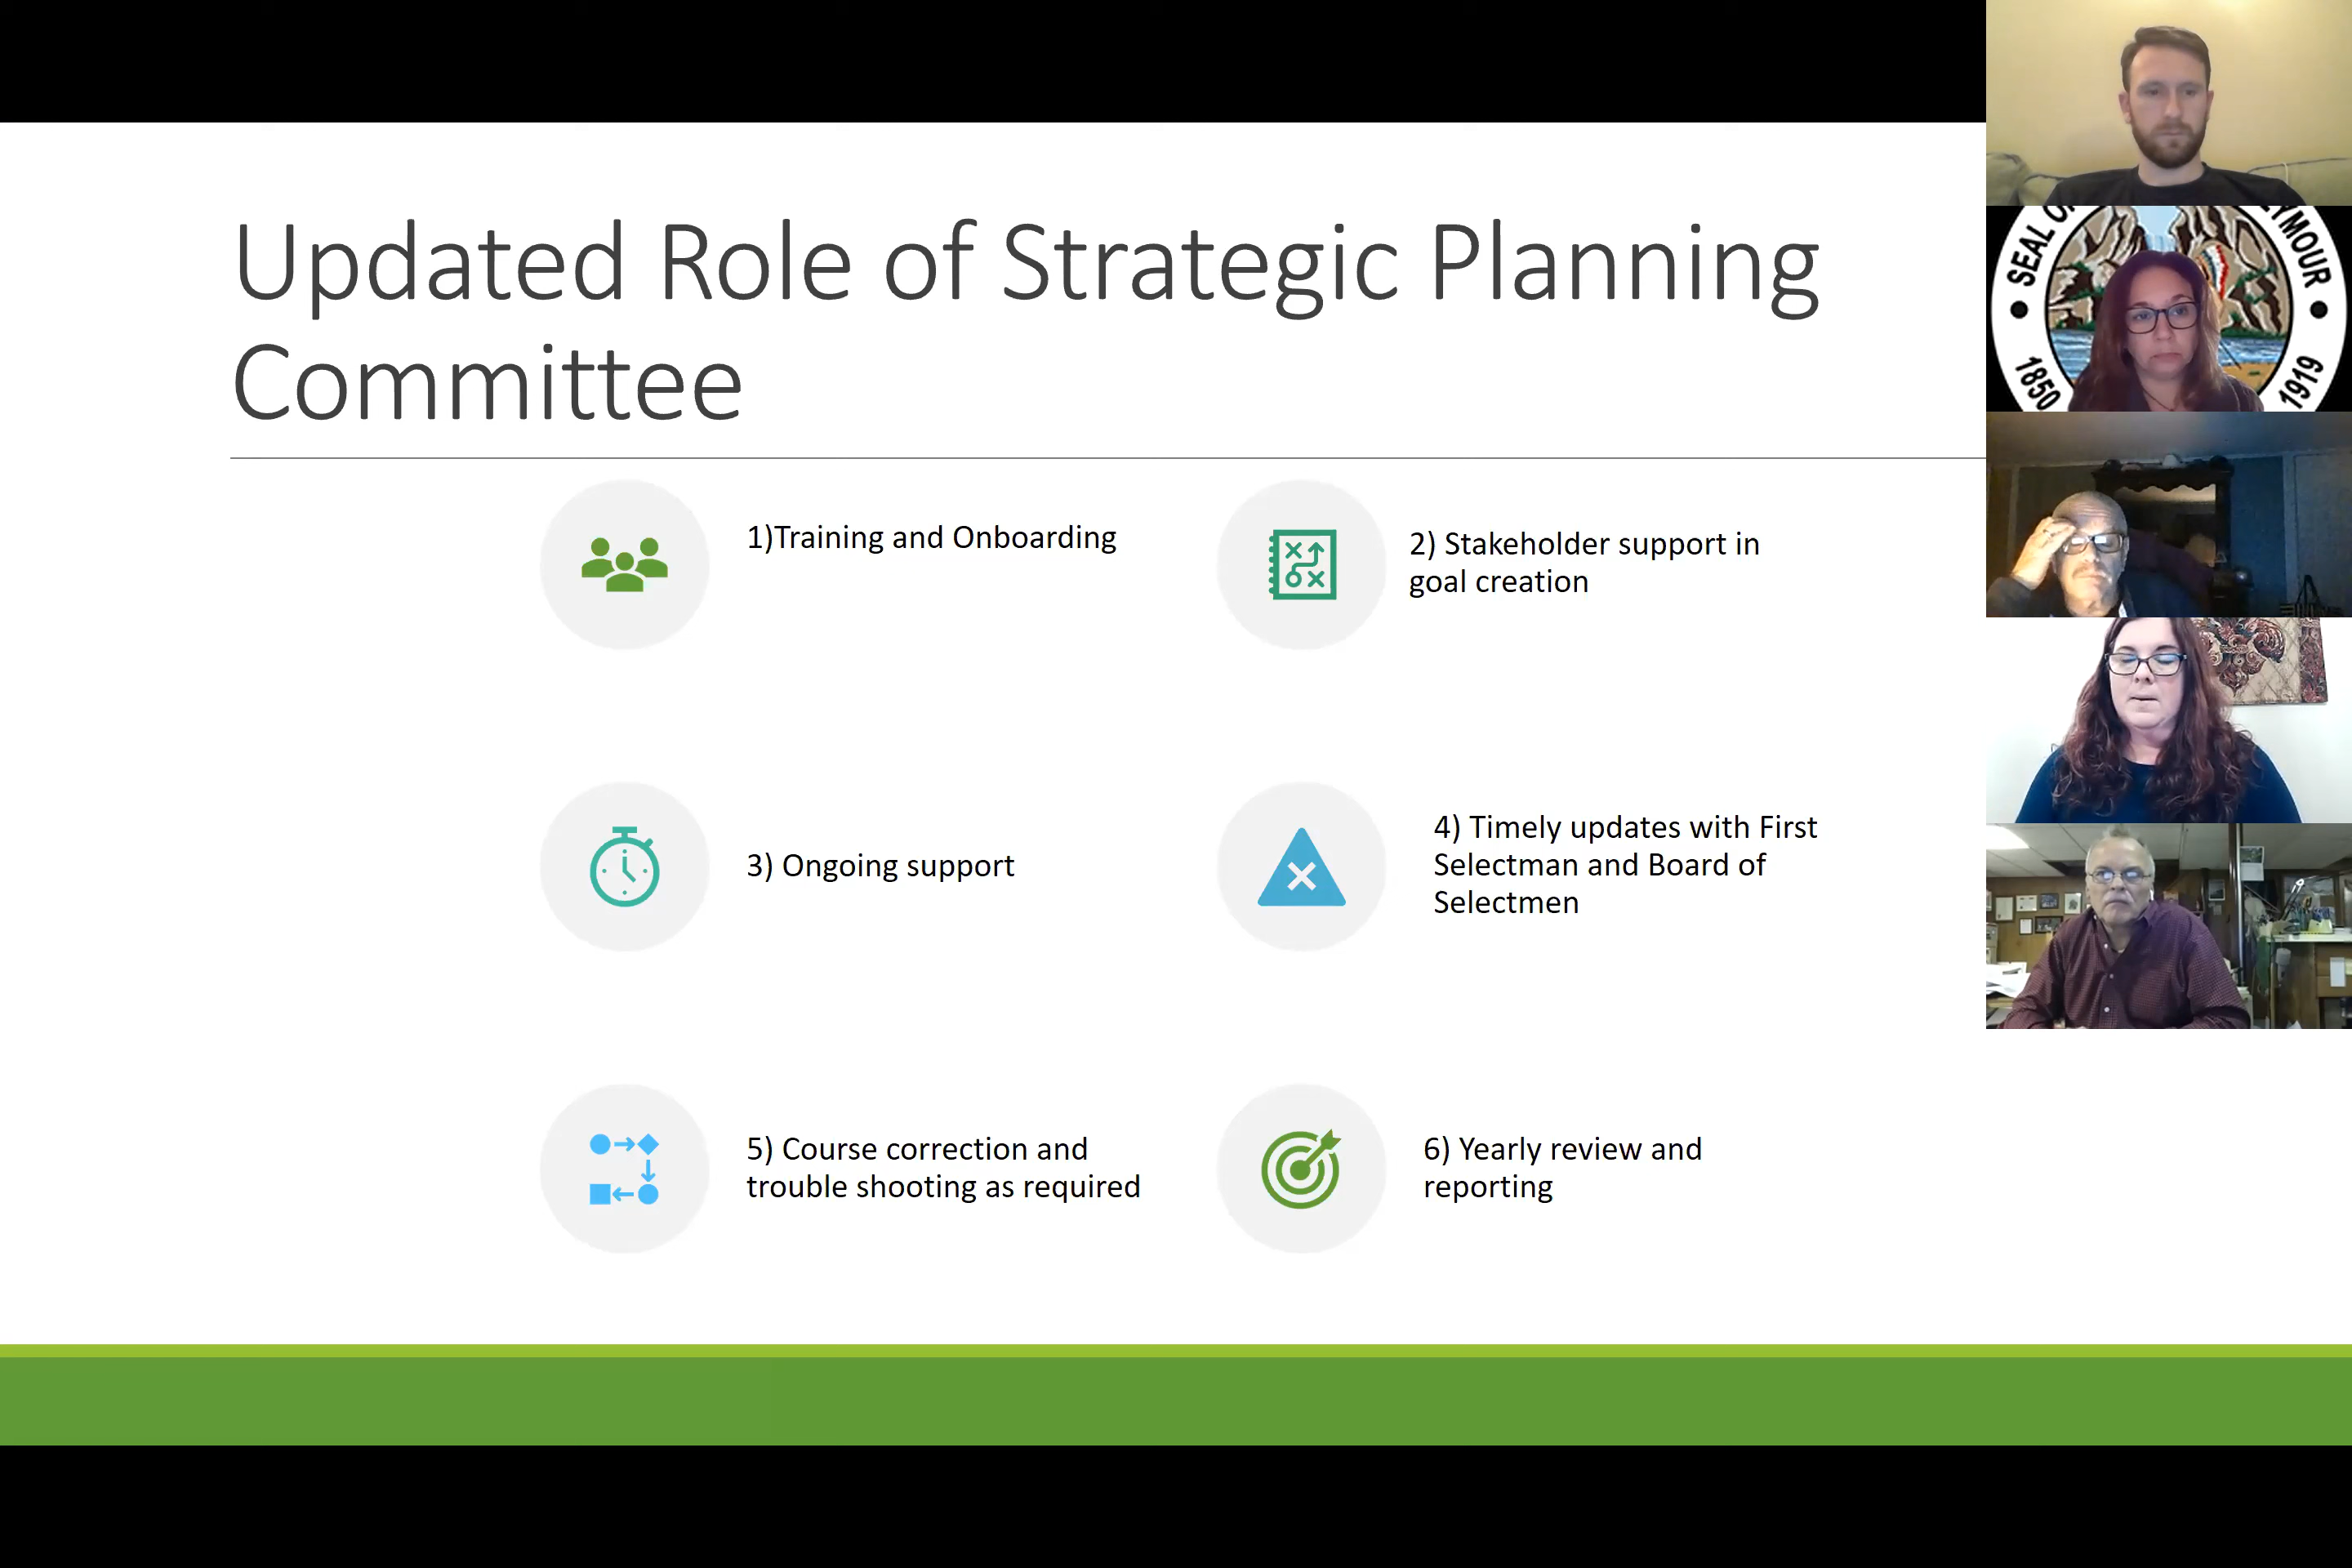 Updated Role of Strategic Planning
Committee
1)Training and Onboarding
2) Stakeholder support in
goal creation
3) Ongoing support
4) Timely updates with First
Selectman and Board of
Selectmen
5) Course correction and
trouble shooting as required
6) Yearly review and
reporting
SEAL
1850
1919